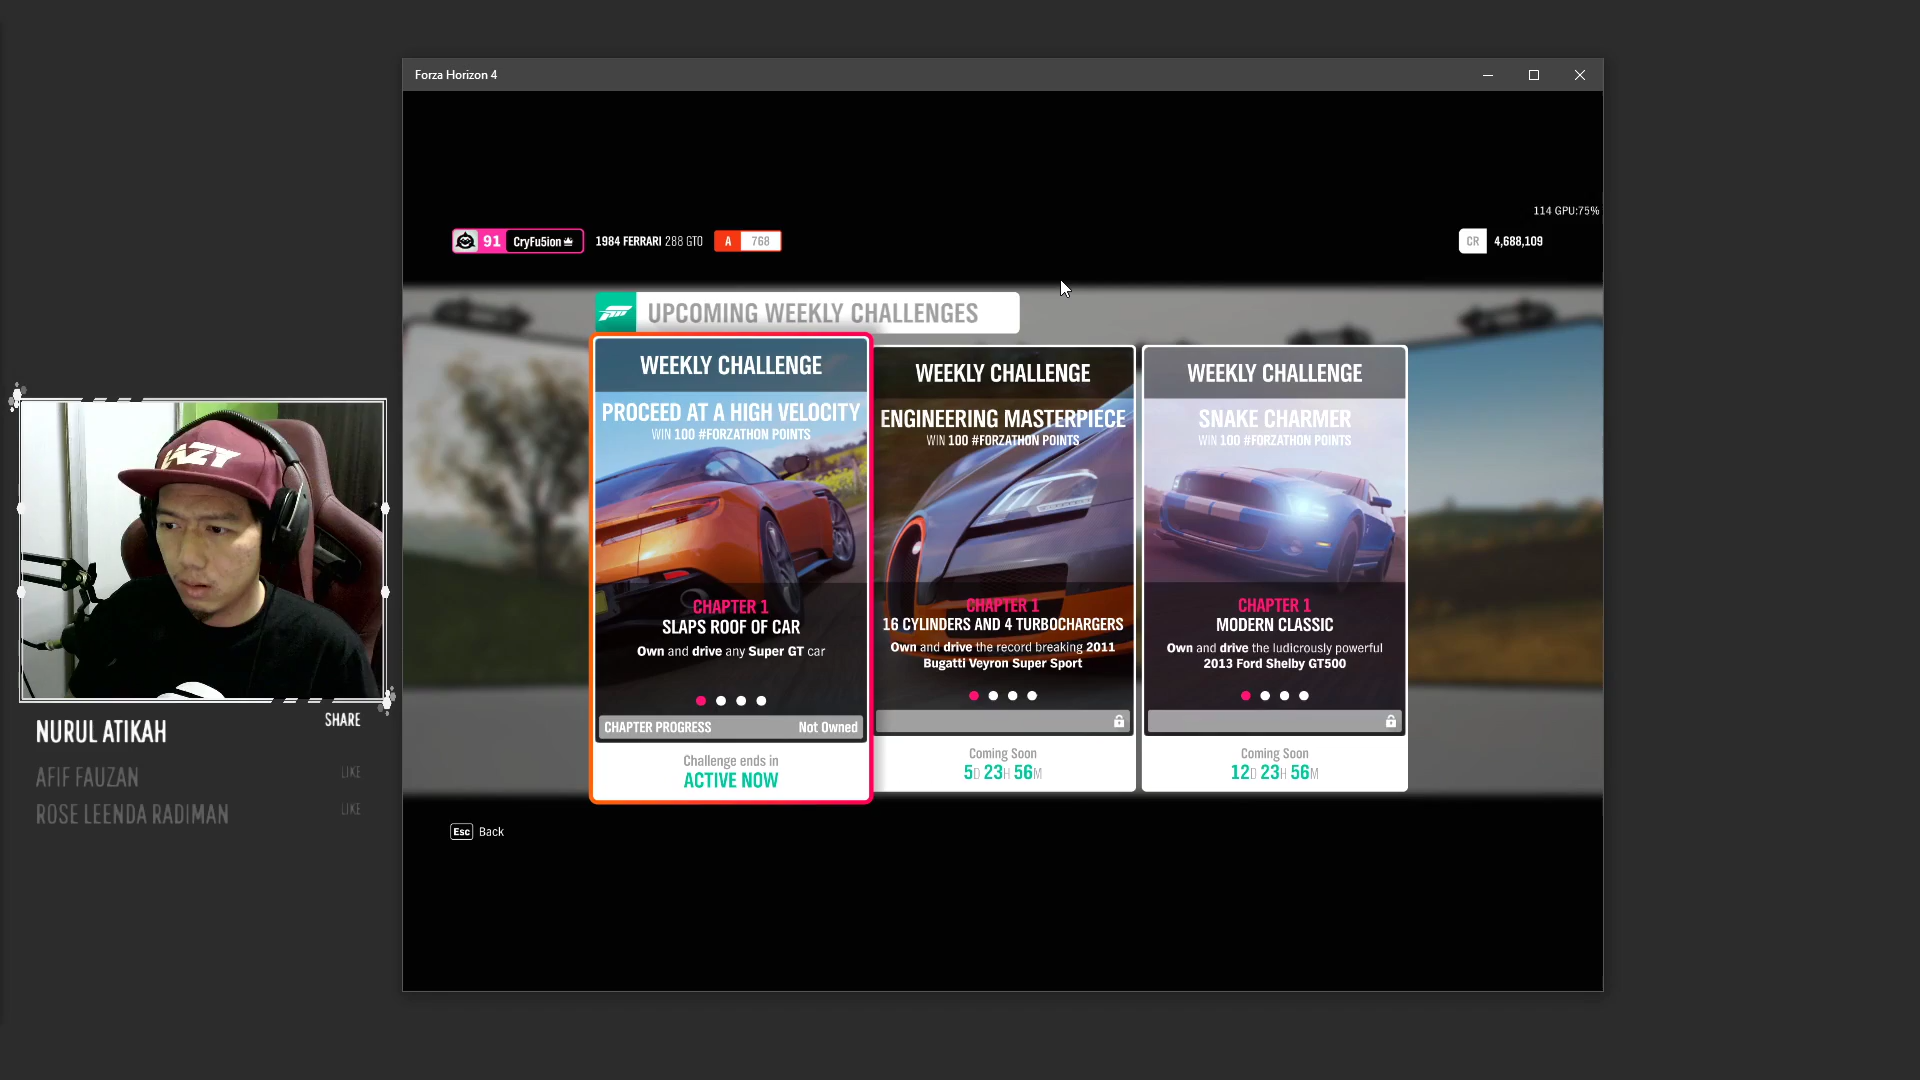 Forza Horizon 4
114 GPU:75%
91 CryFu5ion 1984 FERRARI 288 GTO A 768 CR 4,688,109
UPCOMING WEEKLY CHALLENGES
WEEKLY CHALLENGE
PROCEED AT A HIGH VELOCITY
WIN 100 #FORZATHON POINTS
CHAPTER 1
SLAPS ROOF OF CAR
Own and drive any Super GT car
CHAPTER PROGRESS Not Owned
Challenge ends in
ACTIVE NOW
WEEKLY CHALLENGE
ENGINEERING MASTERPIECE
WIN 100 #FORZATHON POINTS
CHAPTER 1
16 CYLINDERS AND 4 TURBOCHARGERS
Own and drive the record breaking 2011
Bugatti Veyron Super Sport
Coming Soon
5D 23H 56M
WEEKLY CHALLENGE
SNAKE CHARMER
WIN 100 #FORZATHON POINTS
CHAPTER 1
MODERN CLASSIC
Own and drive the ludicrously powerful
2013 Ford Shelby GT500
Coming Soon
12D 23H 56M
Esc Back
NURUL ATIKAH SHARE
AFIF FAUZAN LIKE
ROSE LEENDA RADIMAN LIKE